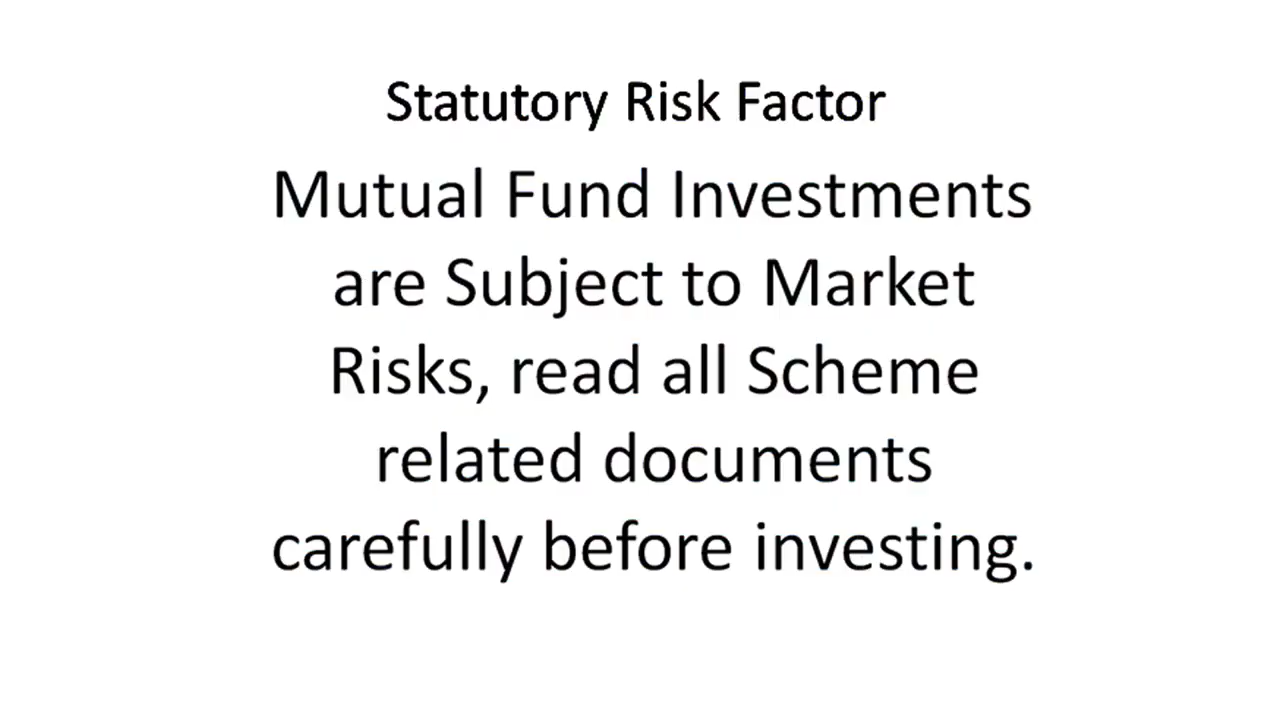 Statutory Risk Factor
Mutual Fund Investments
are Subject to Market
Risks, read all Scheme
related documents
carefully before investing.